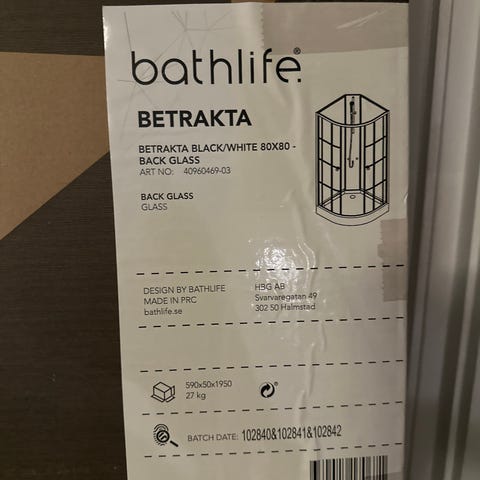 bathlife®
BETRAKTA
BETRAKTA BLACK/WHITE 80X80 -
BACK GLASS
ART NO: 40960469-03
BACK GLASS
GLASS
DESIGN BY BATHLIFE
MADE IN PRC
bathlife.se
HBG AB
Svarvaregatan 49
302 50 Halmstad
590x50x1950
27 kg
®
BATCH DATE: 102840&102841&102842